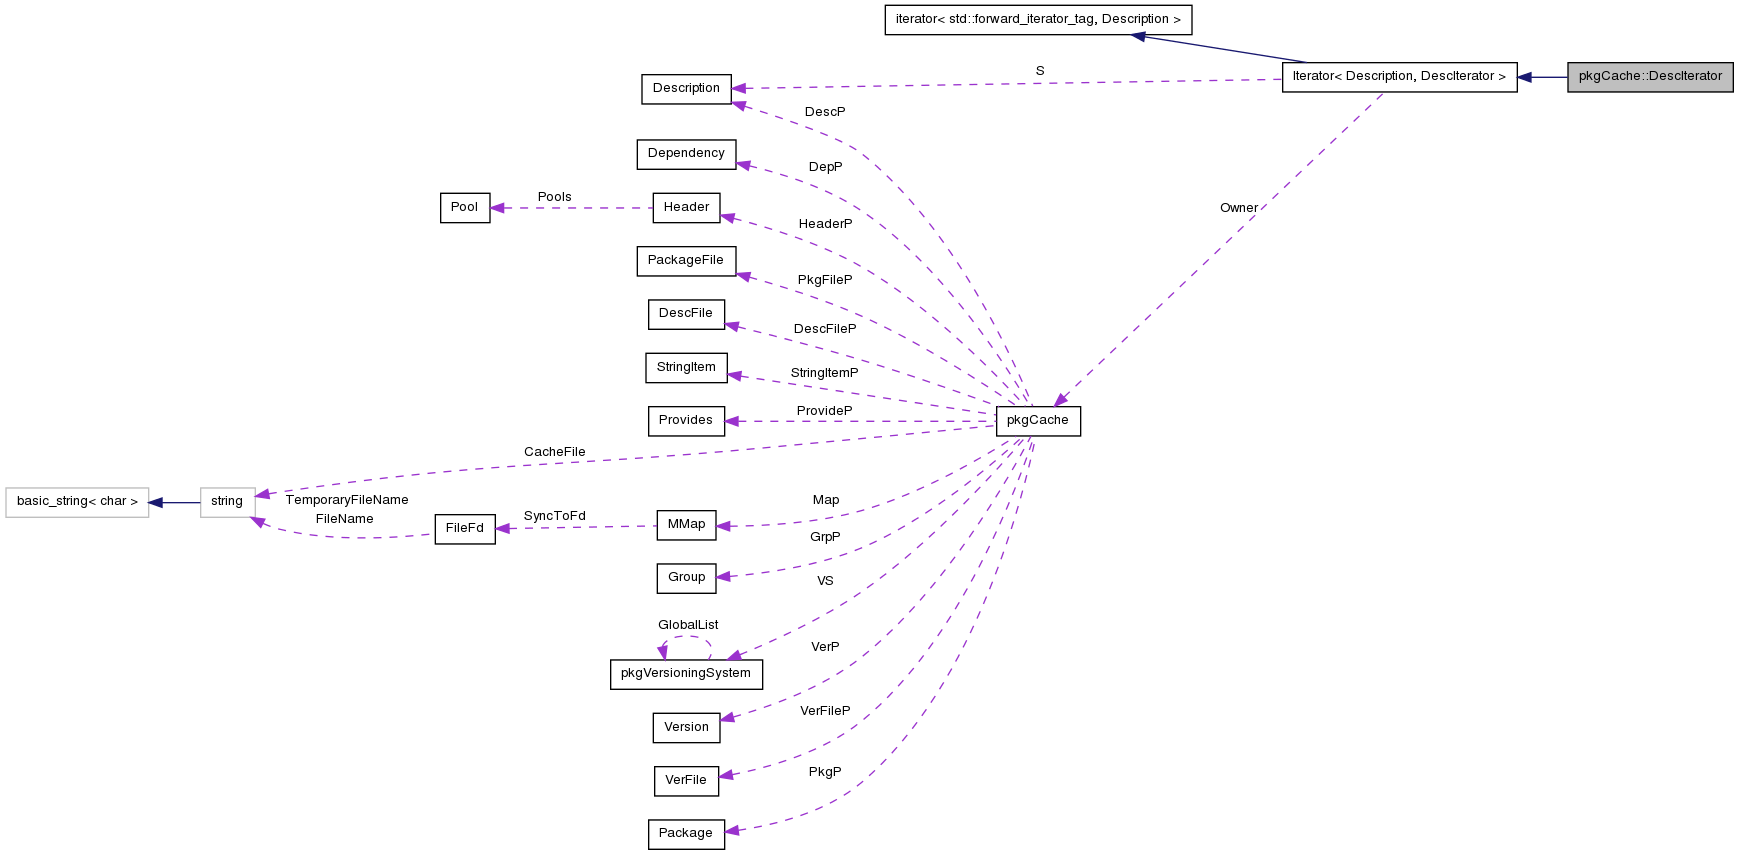 iterator< std::forward_iterator_tag, Description >
S
Iterator< Description, DescIterator >
pkgCache::DescIterator
Description
DescP
Dependency
DepP
Pool
Pools
Header
HeaderP
Owner
PackageFile
PkgFileP
DescFile
DescFileP
StringItem
StringItemP
Provides
ProvideP
pkgCache
CacheFile
basic_string< char >
string
TemporaryFileName
FileName
FileFd
SyncToFd
MMap
Map
GrpP
Group
VS
GlobalList
pkgVersioningSystem
VerP
Version
VerFileP
VerFile
PkgP
Package